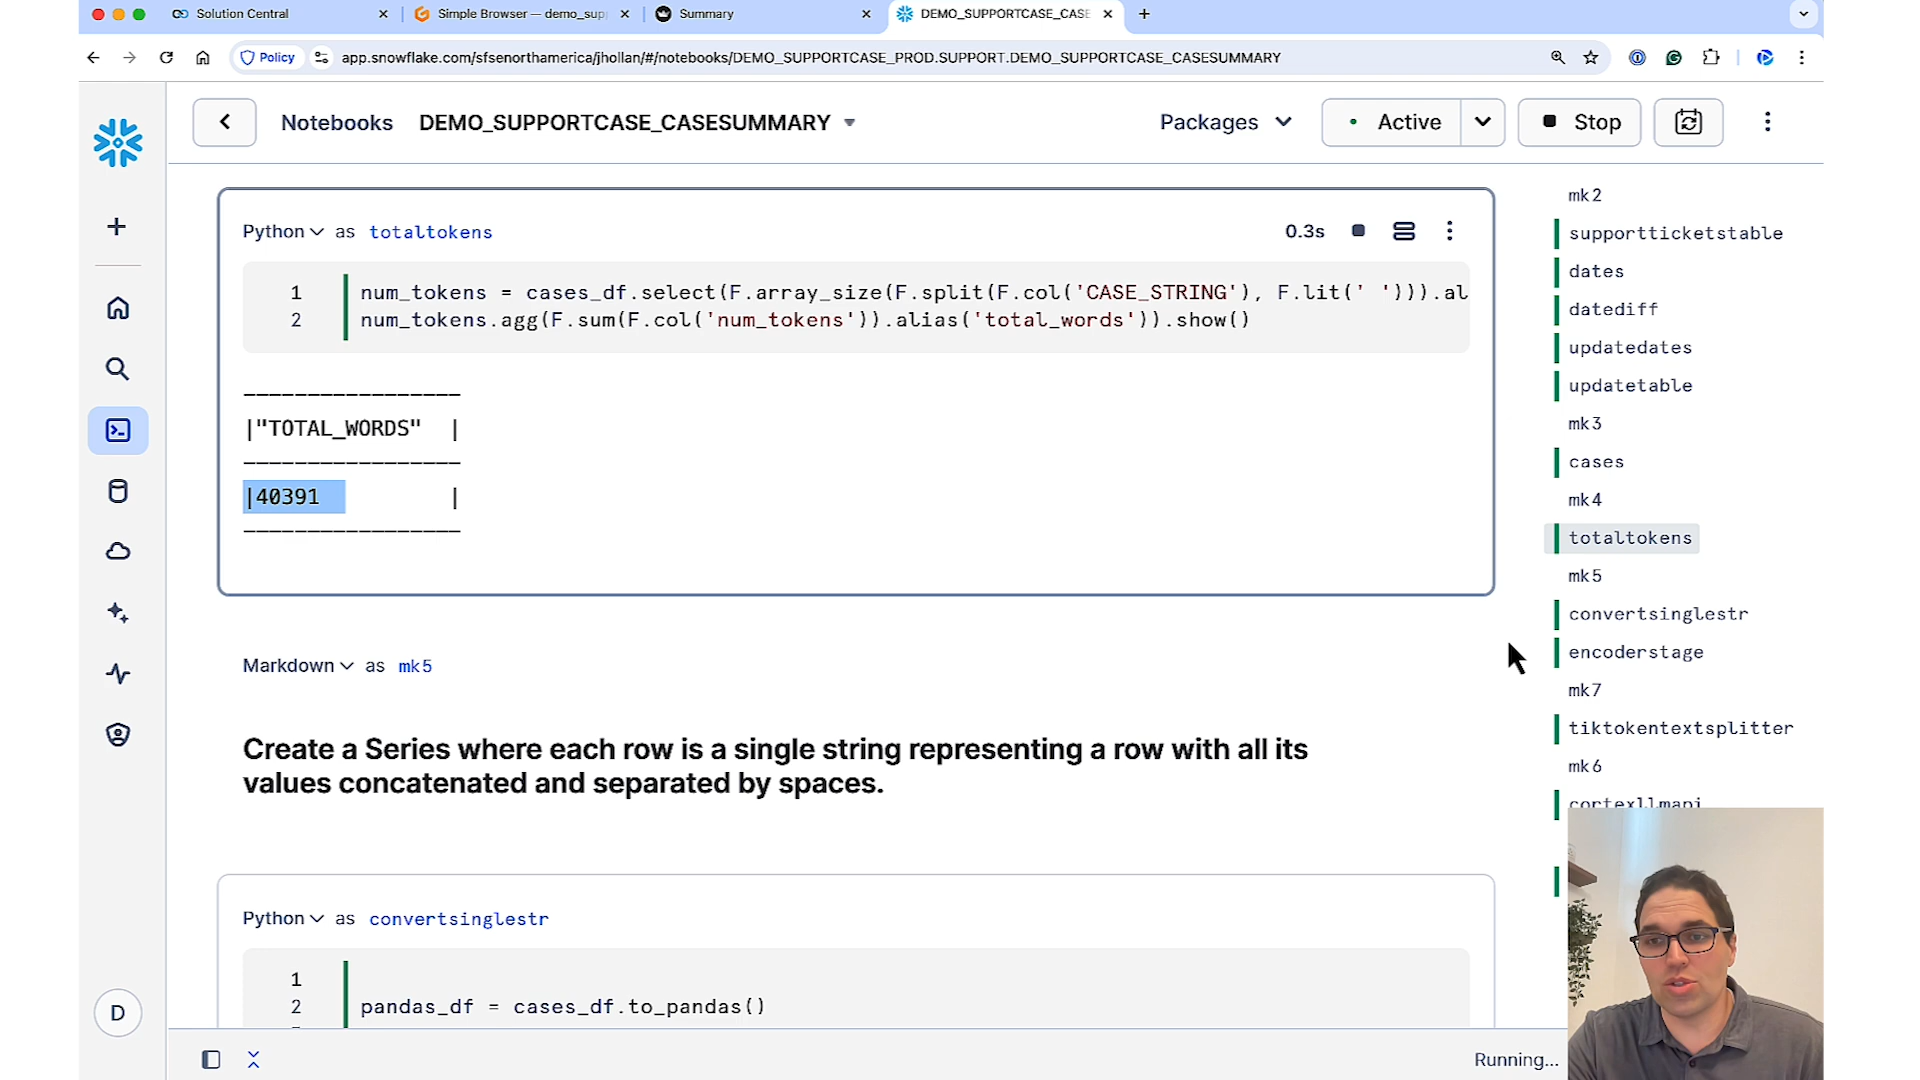 Solution Central
Simple Browser — demo_sup
Summary
DEMO_SUPPORTCASE_CASE
Policy
app.snowflake.com/sfsenorthamerica/jhollan/#/notebooks/DEMO_SUPPORTCASE_PROD.SUPPORT.DEMO_SUPPORTCASE_CASESUMMARY
Notebooks DEMO_SUPPORTCASE_CASESUMMARY
Packages
Active
Stop
Python as totaltokens
0.3s
1 num_tokens = cases_df.select(F.array_size(F.split(F.col('CASE_STRING'), F.lit(' '))).al
2 num_tokens.agg(F.sum(F.col('num_tokens')).alias('total_words')).show()
-----------------
|"TOTAL_WORDS" |
-----------------
|40391 |
-----------------
Markdown as mk5
Create a Series where each row is a single string representing a row with all its
values concatenated and separated by spaces.
Python as convertsinglestr
1
2 pandas_df = cases_df.to_pandas()
mk2
supportticketstable
dates
datediff
updatedates
updatetable
mk3
cases
mk4
totaltokens
mk5
convertsinglestr
encoderstage
mk7
tiktokentextsplitter
mk6
cortexllmapi
D
Running...